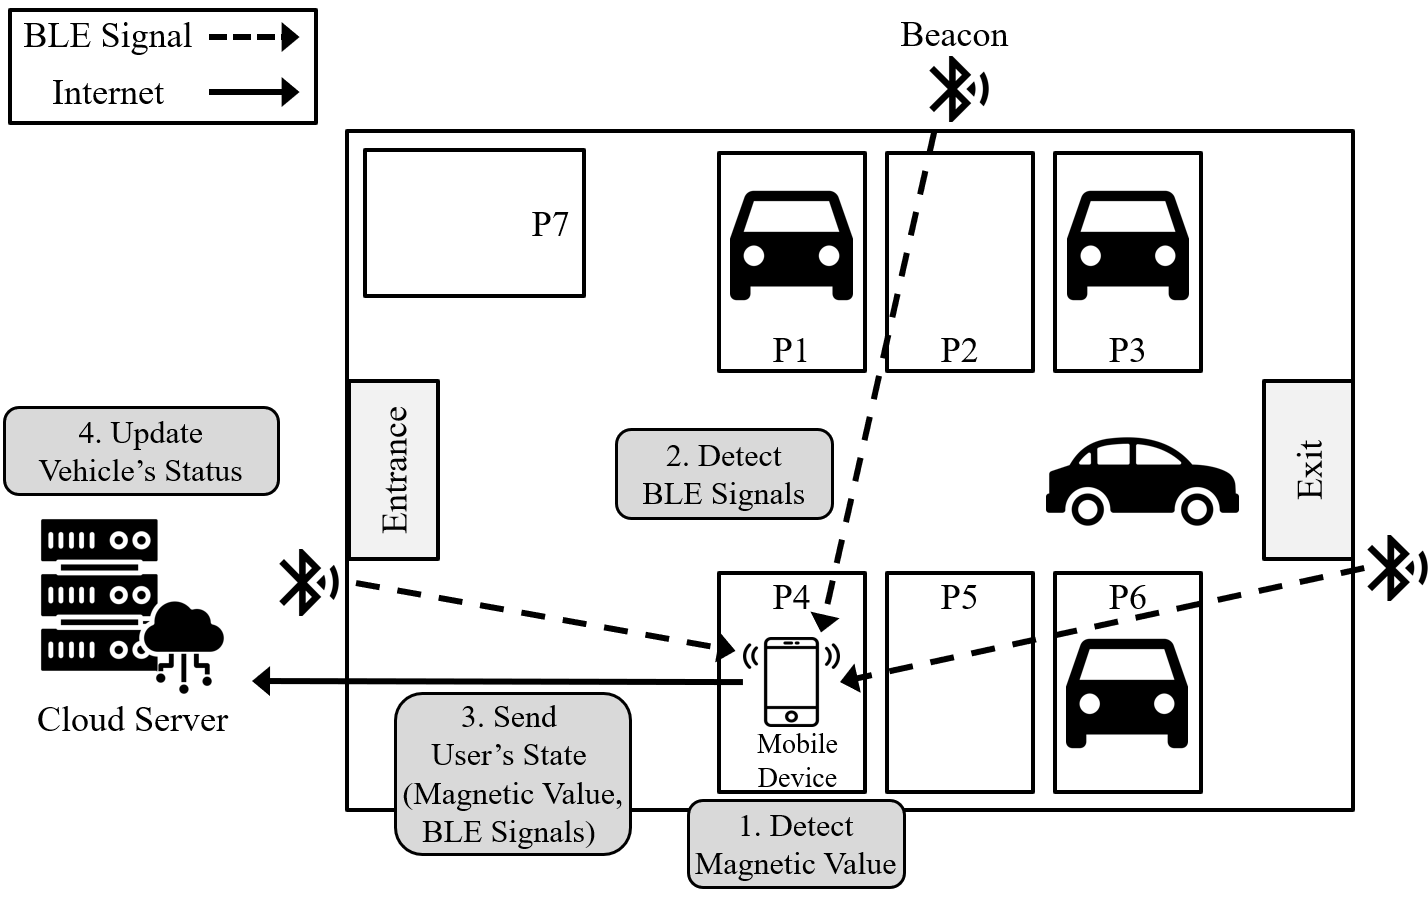 BLE Signal
Internet
Beacon
P7
P1
P2
P3
Entrance
Exit
4. Update
Vehicle’s Status
2. Detect
BLE Signals
P4
P5
P6
Cloud Server
3. Send
User’s State
(Magnetic Value,
BLE Signals)
Mobile
Device
1. Detect
Magnetic Value